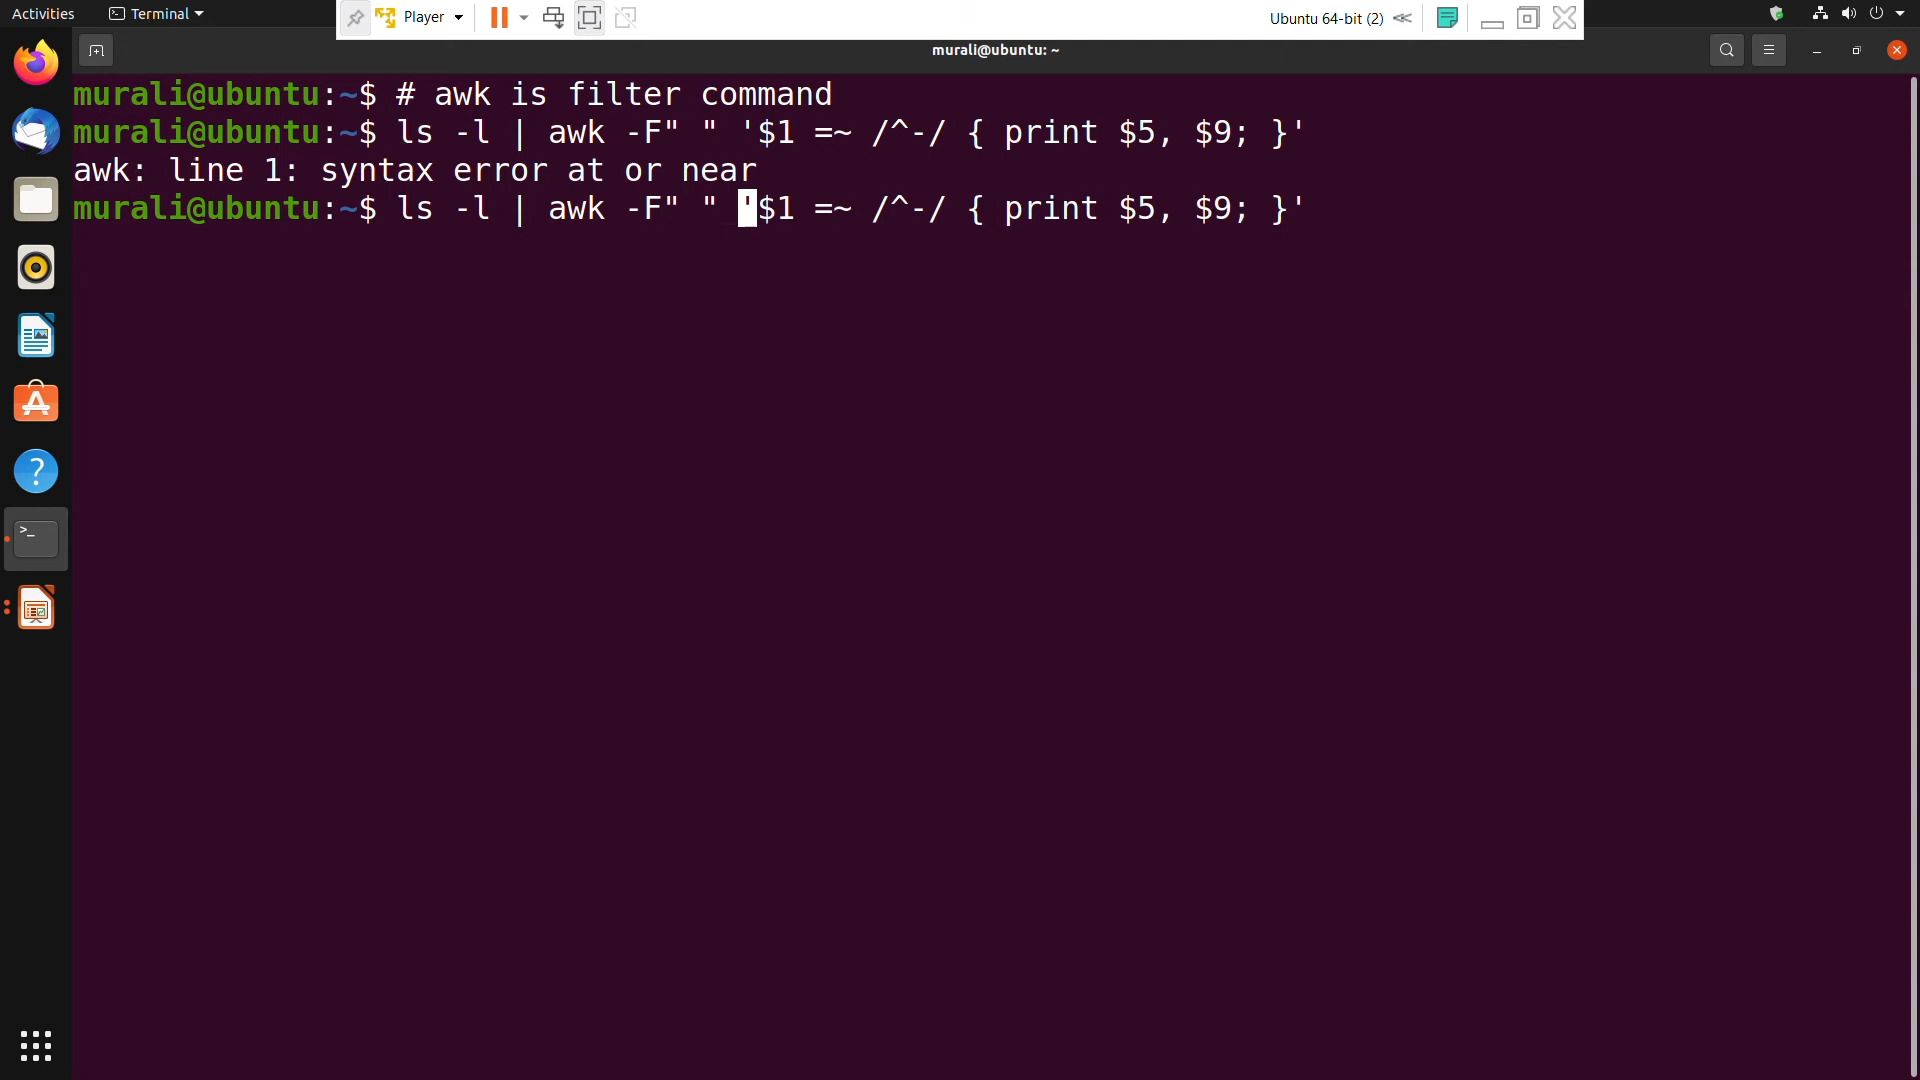 Activities Terminal
Player
Ubuntu 64-bit (2)
murali@ubuntu: ~
murali@ubuntu:~$ # awk is filter command
murali@ubuntu:~$ ls -l | awk -F" " '$1 =~ /^-/ { print $5, $9; }'
awk: line 1: syntax error at or near
murali@ubuntu:~$ ls -l | awk -F" " '$1 =~ /^-/ { print $5, $9; }'